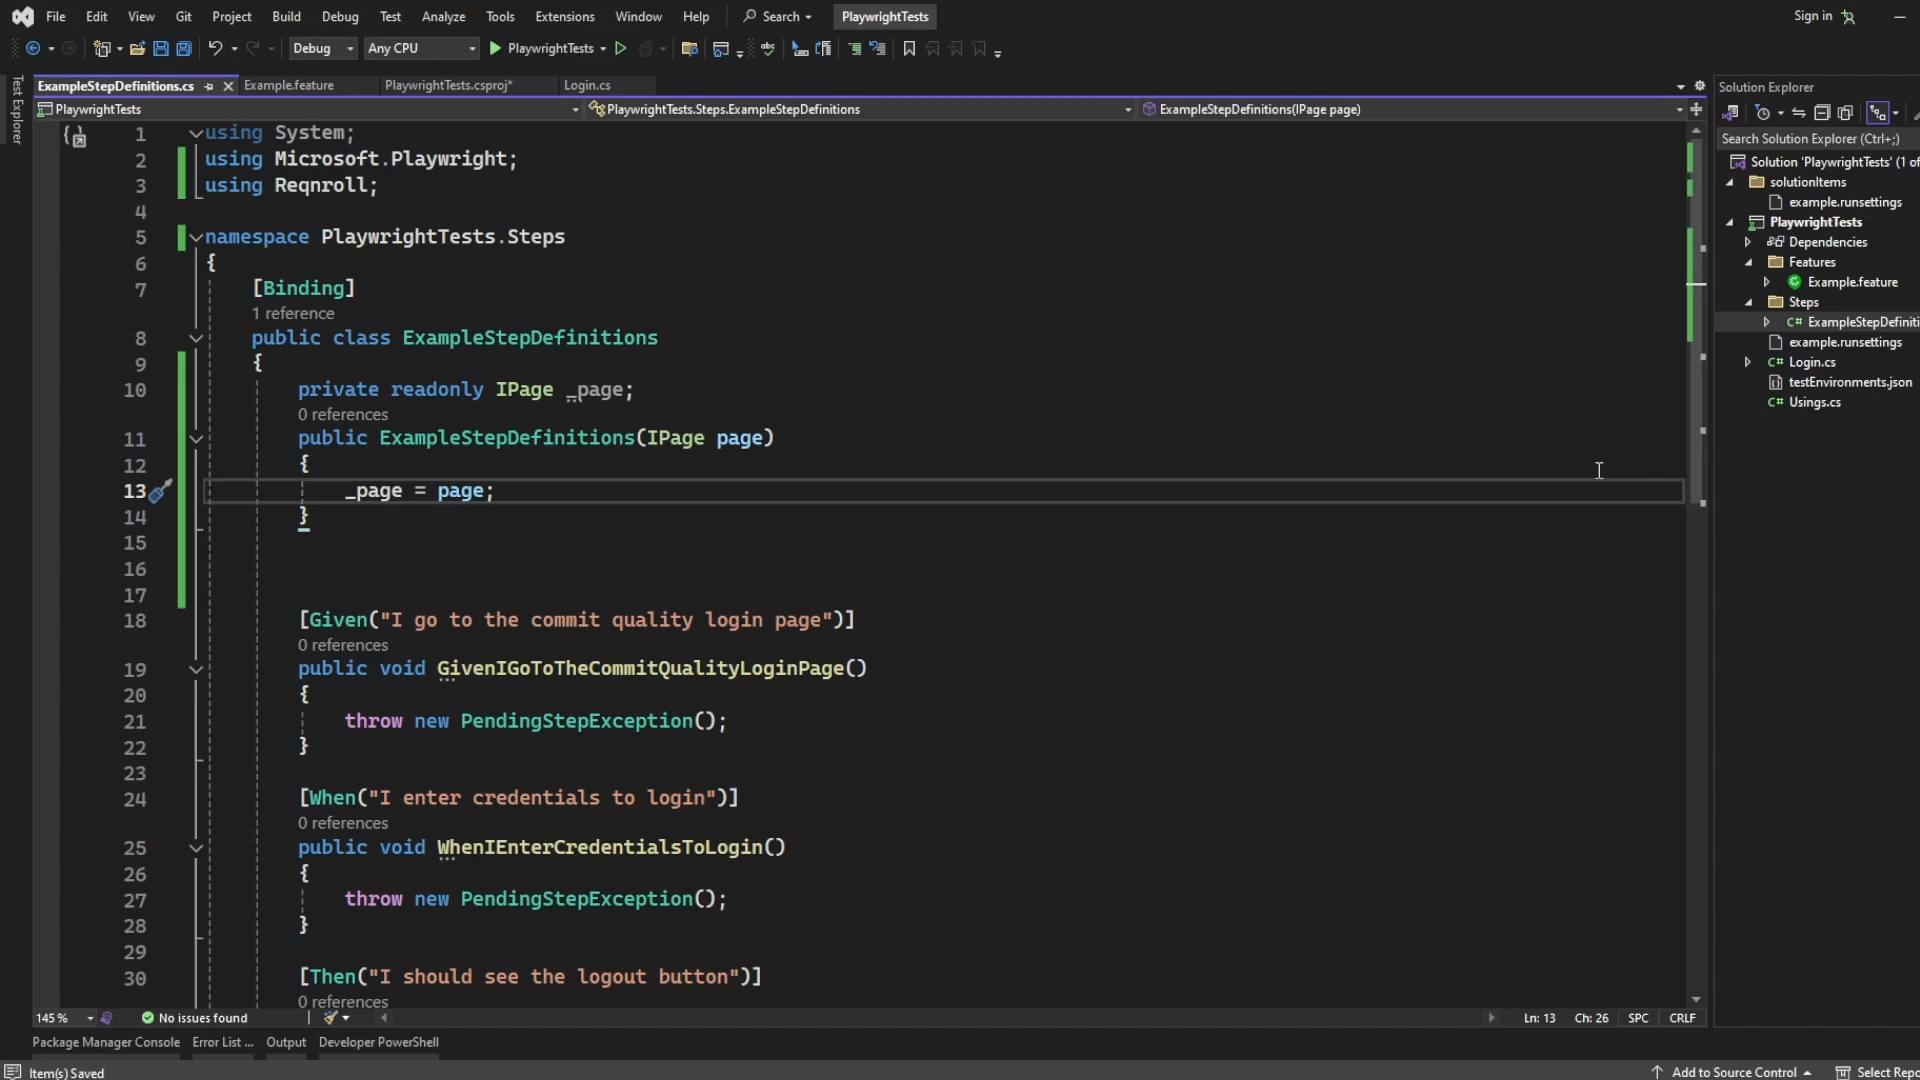 File Edit View Git Project Build Debug Test Analyze Tools Extensions Window Help Search PlaywrightTests Sign in
Debug Any CPU PlaywrightTests
Test Explorer
ExampleStepDefinitions.cs Example.feature PlaywrightTests.csproj* Login.cs
PlaywrightTests PlaywrightTests.Steps.ExampleStepDefinitions ExampleStepDefinitions(IPage page)
1 using System;
2 using Microsoft.Playwright;
3 using Reqnroll;
4
5 namespace PlaywrightTests.Steps
6 {
7 [Binding]
1 reference
8 public class ExampleStepDefinitions
9 {
10 private readonly IPage _page;
0 references
11 public ExampleStepDefinitions(IPage page)
12 {
13 _page = page;
14 }
15
16
17
18 [Given("I go to the commit quality login page")]
0 references
19 public void GivenIGoToTheCommitQualityLoginPage()
20 {
21 throw new PendingStepException();
22 }
23
24 [When("I enter credentials to login")]
0 references
25 public void WhenIEnterCredentialsToLogin()
26 {
27 throw new PendingStepException();
28 }
29
30 [Then("I should see the logout button")]
0 references
145 % No issues found Ln: 13 Ch: 26 SPC CRLF
Package Manager Console Error List ... Output Developer PowerShell
Item(s) Saved Add to Source Control Select Repo
Solution Explorer
Search Solution Explorer (Ctrl+;)
Solution 'PlaywrightTests' (1 of
solutionItems
example.runsettings
PlaywrightTests
Dependencies
Features
Example.feature
Steps
C# ExampleStepDefiniti
example.runsettings
C# Login.cs
testEnvironments.json
C# Usings.cs